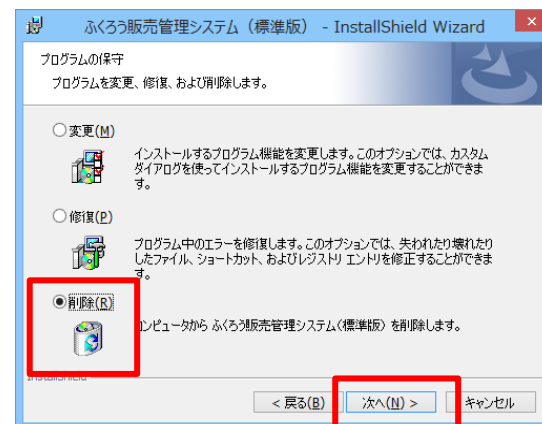 ふくろう販売管理システム（標準版） - InstallShield Wizard
プログラムの保守
プログラムを変更、修復、および削除します。
変更(M)
インストールするプログラム機能を変更します。このオプションでは、カスタム
ダイアログを使ってインストールするプログラム機能を変更することができま
す。
修復(P)
プログラム中のエラーを修復します。このオプションでは、失われたり壊れたり
したファイル、ショートカット、およびレジストリ エントリを修正することができま
す。
削除(R)
コンピュータから ふくろう販売管理システム（標準版） を削除します。
InstallShield
< 戻る(B)
次へ(N) >
キャンセル